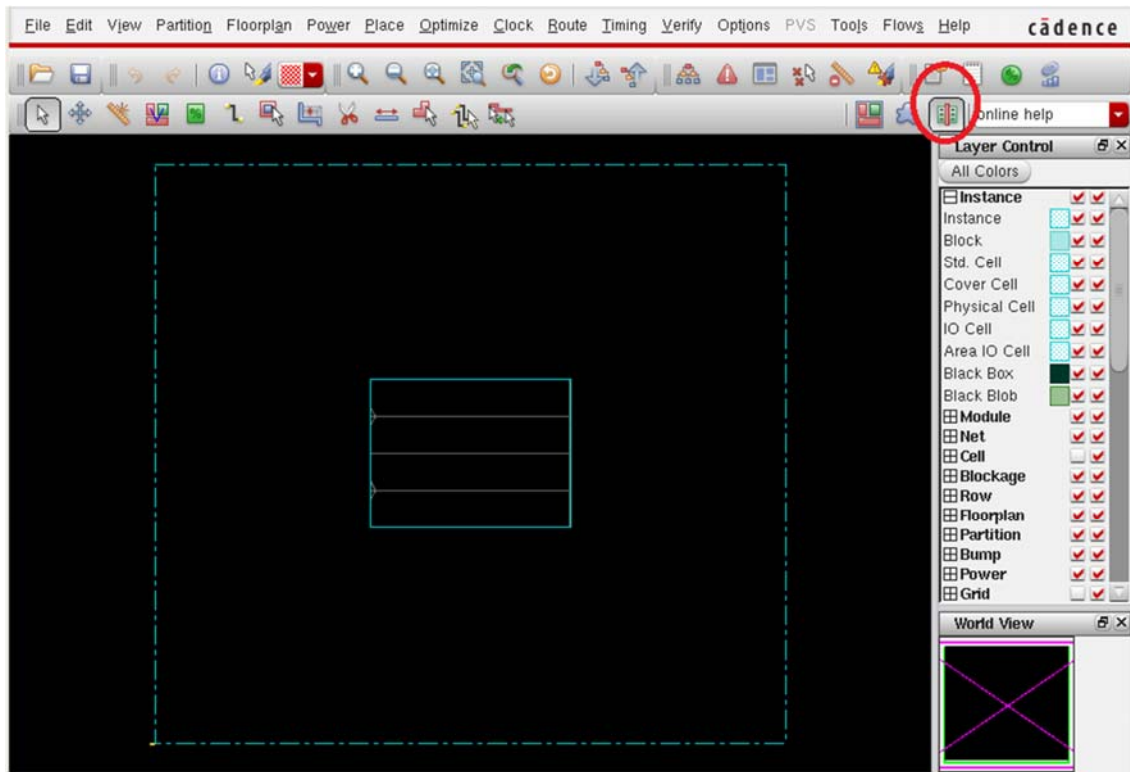 File Edit View Partition Floorplan Power Place Optimize Clock Route Timing Verify Options PVS Tools Flows Help cādence
online help
Layer Control
All Colors
Instance
Instance
Block
Std. Cell
Cover Cell
Physical Cell
IO Cell
Area IO Cell
Black Box
Black Blob
Module
Net
Cell
Blockage
Row
Floorplan
Partition
Bump
Power
Grid
World View